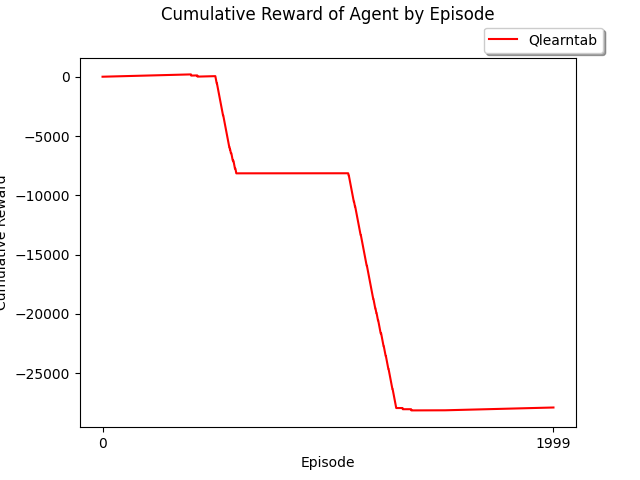 Cumulative Reward of Agent by Episode
Qlearntab
0
−5000
−10000
−15000
−20000
−25000
Cumulative Reward
0
1999
Episode